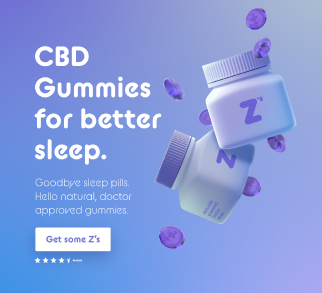 CBD
Gummies
for better
sleep.
Goodbye sleep pills.
Hello natural, doctor
approved gummies.
Get some Z's
Z
Z